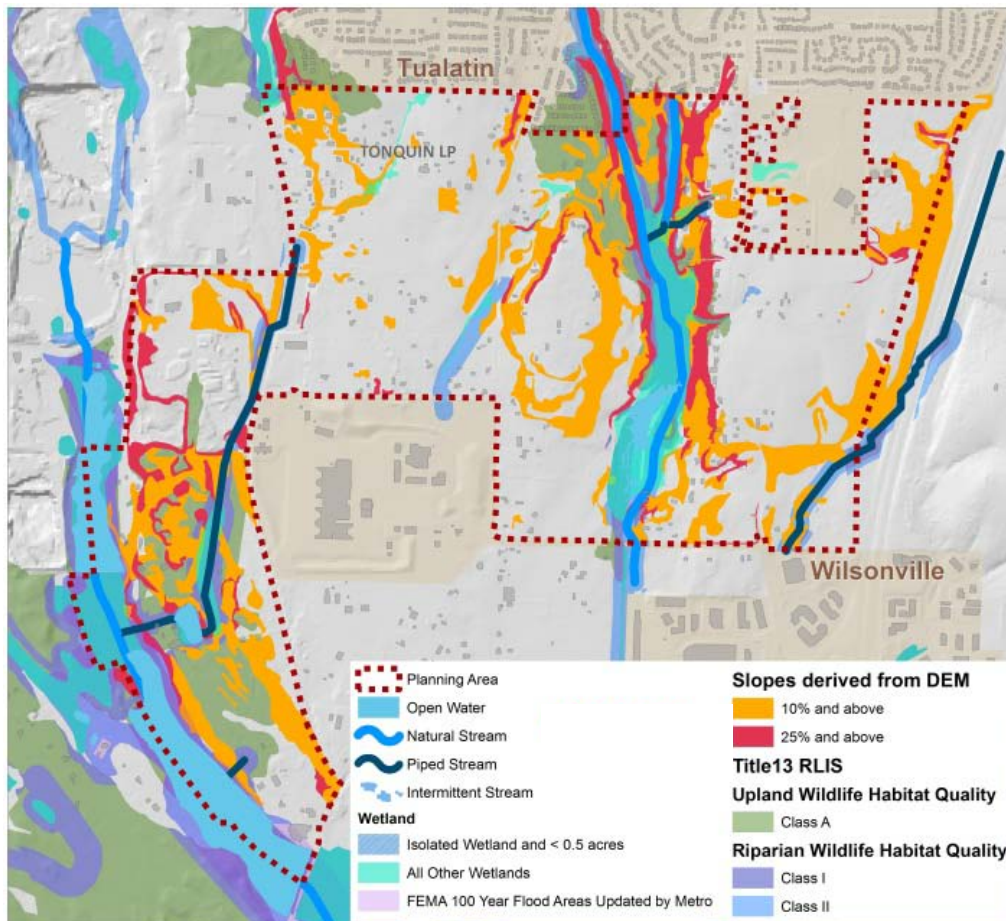 Tualatin
TONQUIN LP
Wilsonville
Planning Area
Open Water
Natural Stream
Piped Stream
Intermittent Stream
Wetland
Isolated Wetland and < 0.5 acres
All Other Wetlands
FEMA 100 Year Flood Areas Updated by Metro
Slopes derived from DEM
10% and above
25% and above
Title13 RLIS
Upland Wildlife Habitat Quality
Class A
Riparian Wildlife Habitat Quality
Class I
Class II